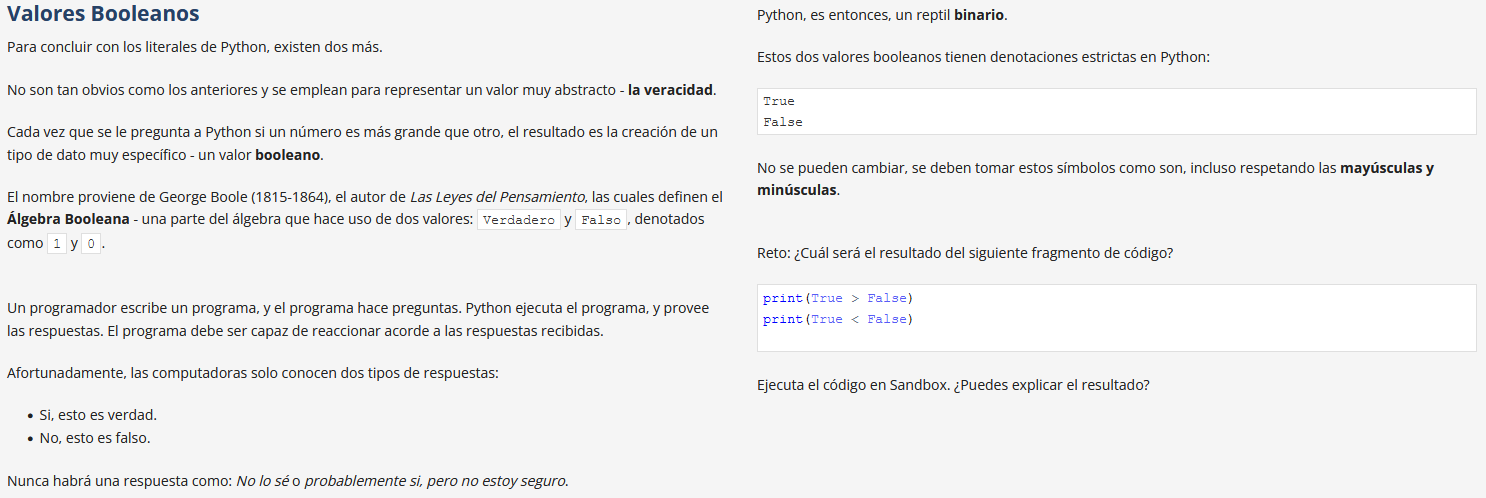 Valores Booleanos
Para concluir con los literales de Python, existen dos más.
No son tan obvios como los anteriores y se emplean para representar un valor muy abstracto - la veracidad.
Cada vez que se le pregunta a Python si un número es más grande que otro, el resultado es la creación de un
tipo de dato muy específico - un valor booleano.
El nombre proviene de George Boole (1815-1864), el autor de Las Leyes del Pensamiento, las cuales definen el
Álgebra Booleana - una parte del álgebra que hace uso de dos valores: Verdadero y Falso, denotados
como 1 y 0.
Un programador escribe un programa, y el programa hace preguntas. Python ejecuta el programa, y provee
las respuestas. El programa debe ser capaz de reaccionar acorde a las respuestas recibidas.
Afortunadamente, las computadoras solo conocen dos tipos de respuestas:
• Si, esto es verdad.
• No, esto es falso.
Nunca habrá una respuesta como: No lo sé o probablemente si, pero no estoy seguro.
Python, es entonces, un reptil binario.
Estos dos valores booleanos tienen denotaciones estrictas en Python:
True
False
No se pueden cambiar, se deben tomar estos símbolos como son, incluso respetando las mayúsculas y
minúsculas.
Reto: ¿Cuál será el resultado del siguiente fragmento de código?
print(True > False)
print(True < False)
Ejecuta el código en Sandbox. ¿Puedes explicar el resultado?